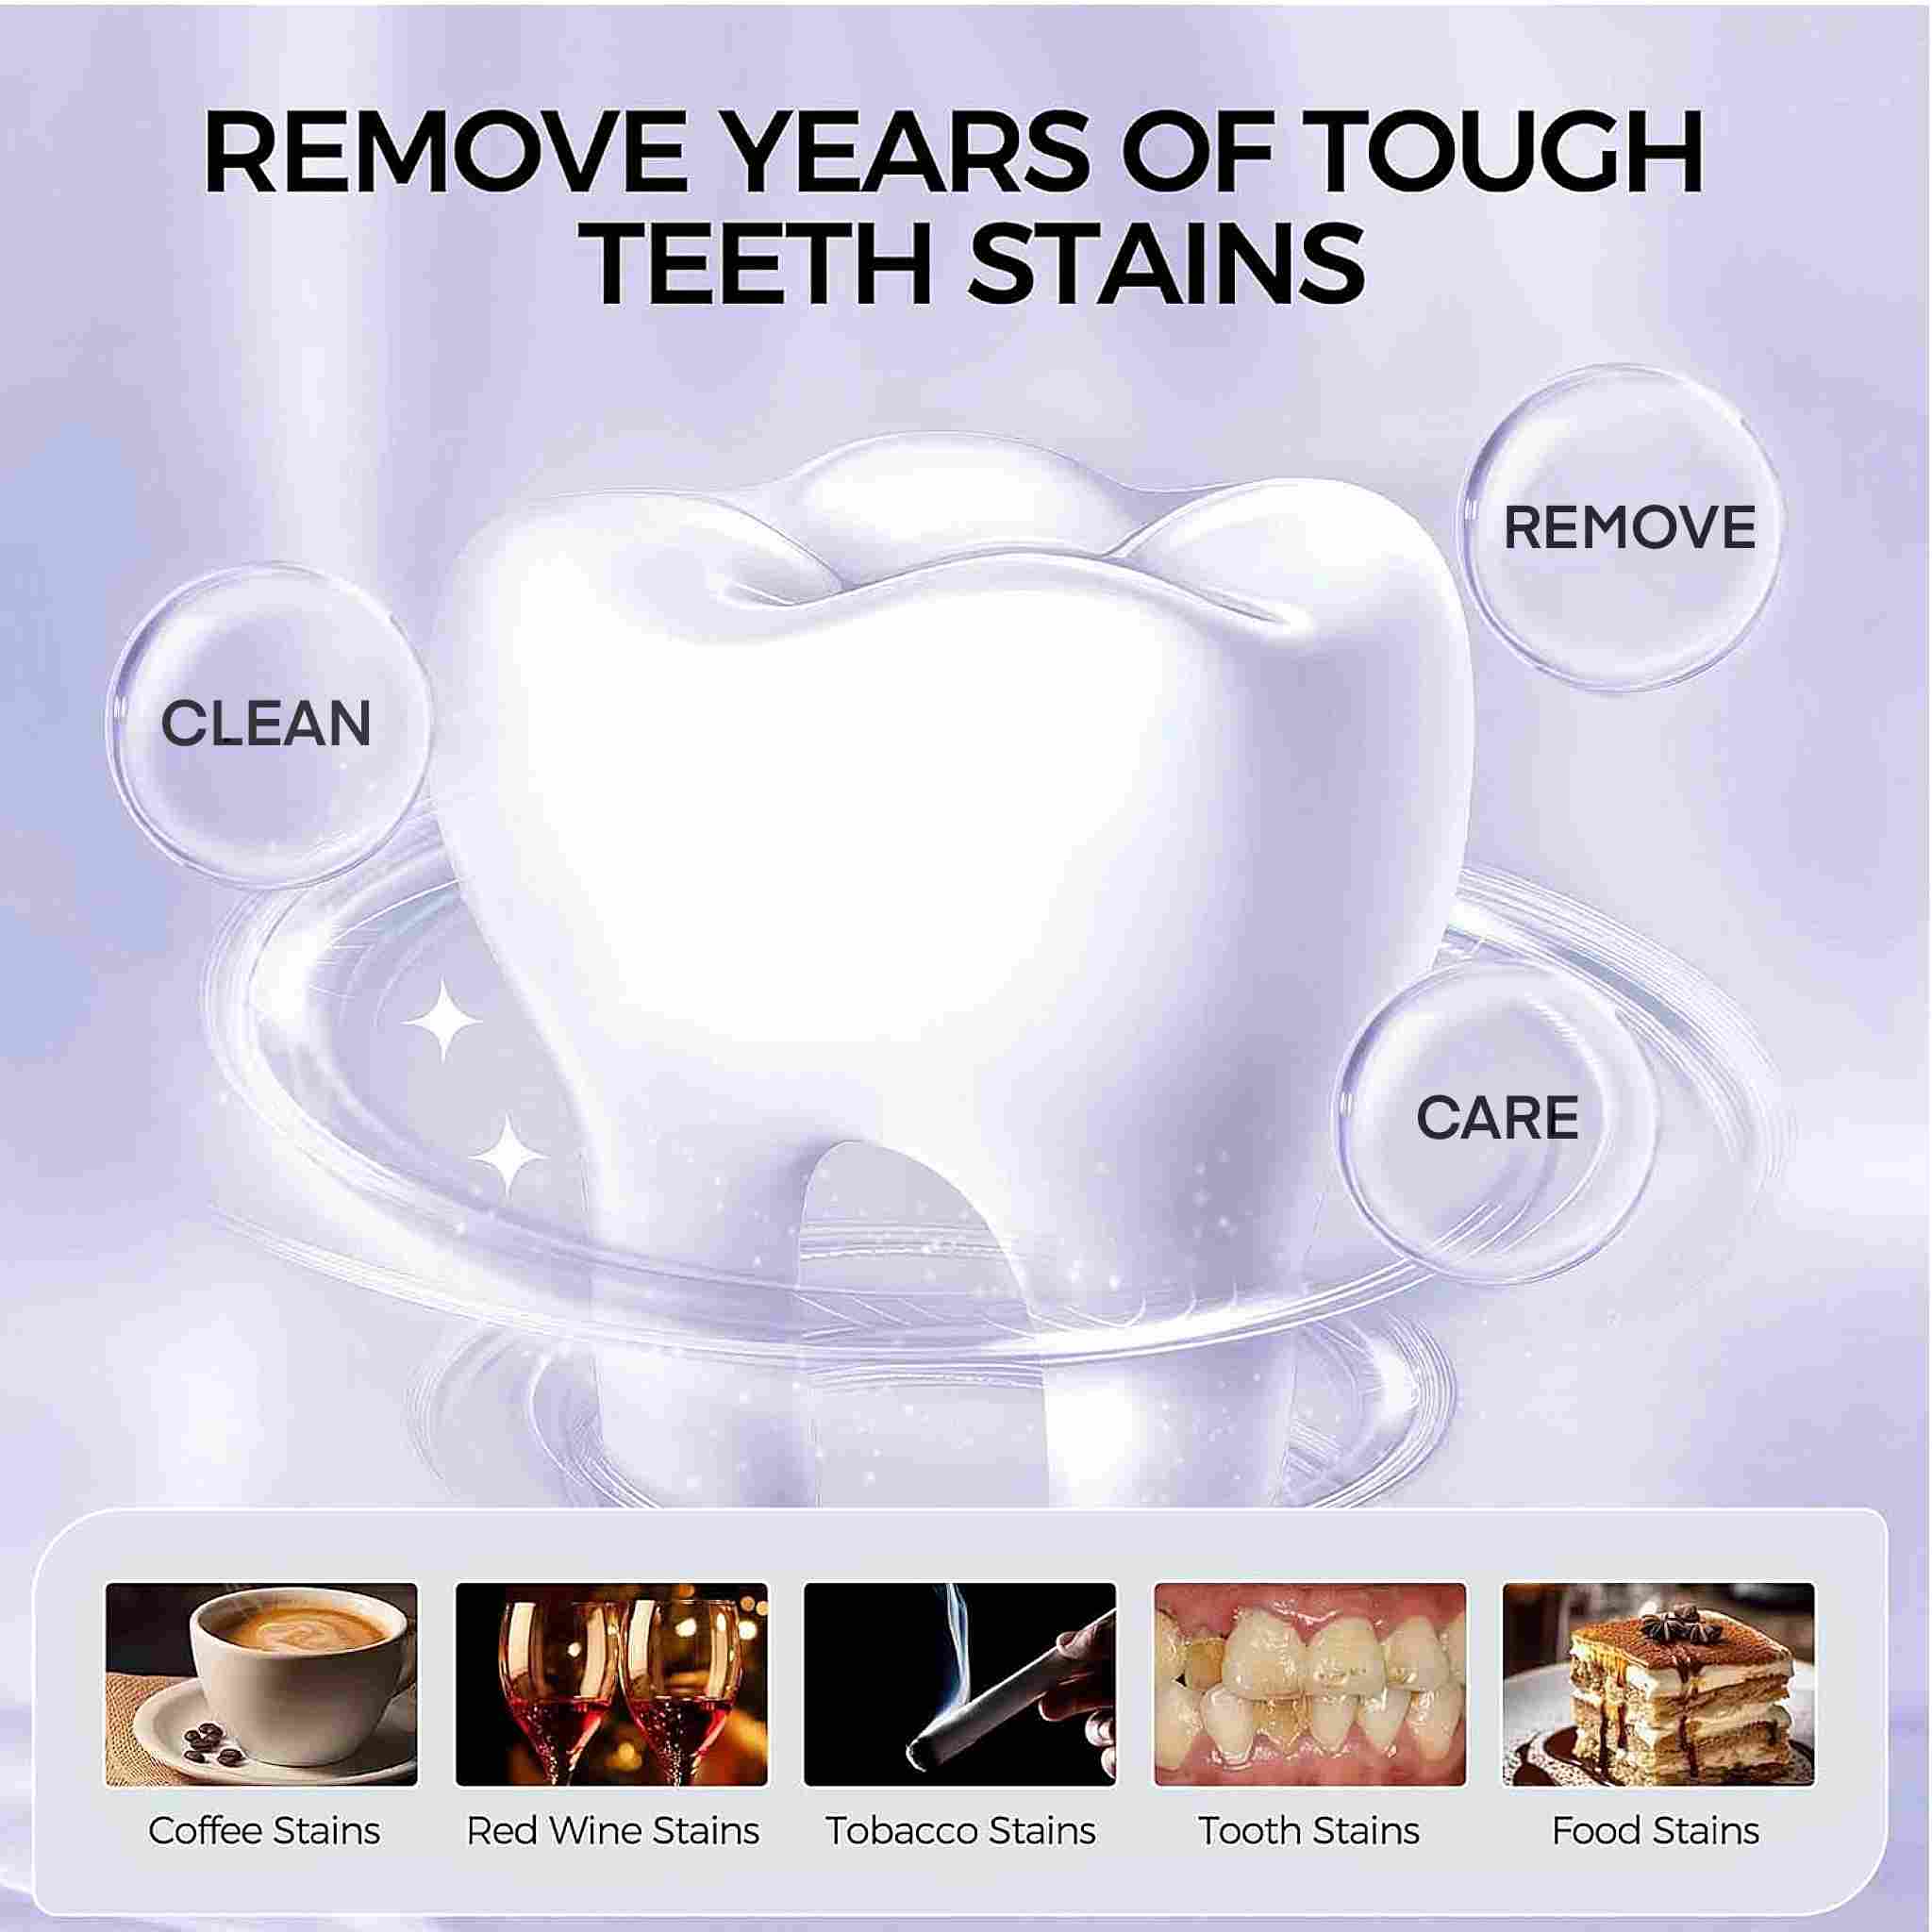 REMOVE YEARS OF TOUGH
TEETH STAINS
REMOVE
CLEAN
CARE
Coffee Stains
Red Wine Stains
Tobacco Stains
Tooth Stains
Food Stains